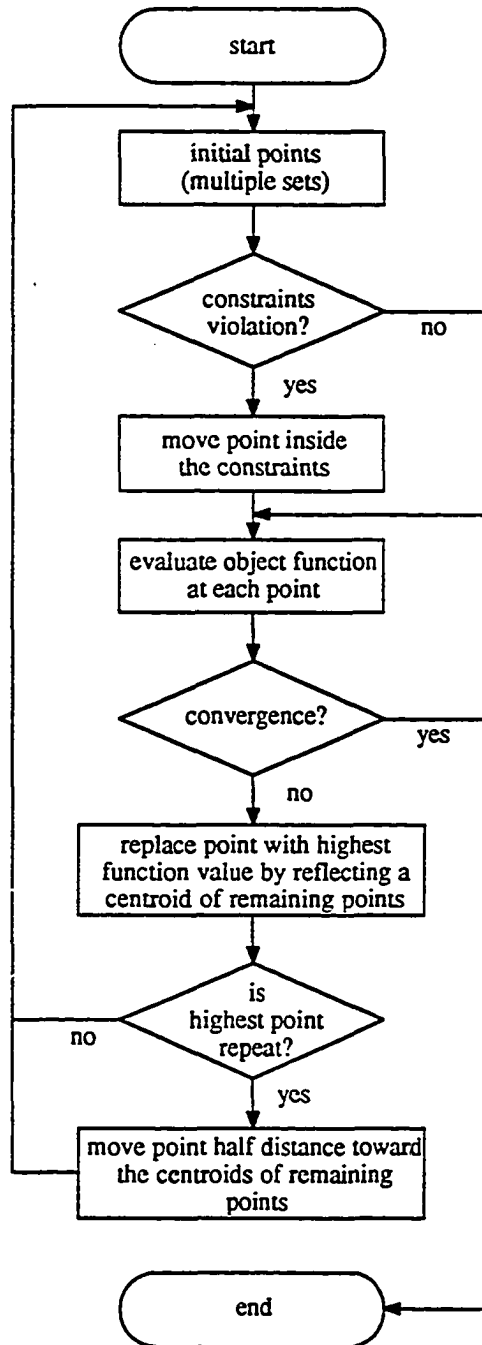 start
initial points
(multiple sets)
constraints
violation?
no
yes
move point inside
the constraints
evaluate object function
at each point
convergence?
yes
no
replace point with highest
function value by reflecting a
centroid of remaining points
is
highest point
repeat?
no
yes
move point half distance toward
the centroids of remaining
points
end